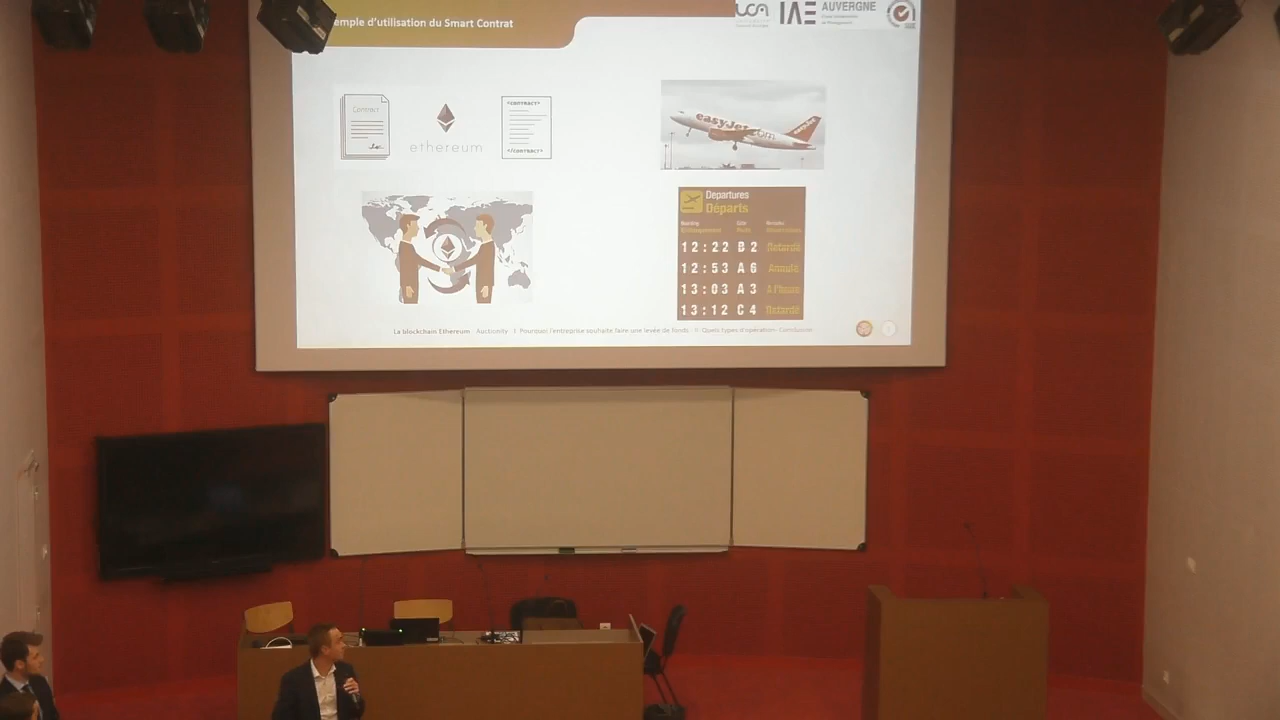 emple d'utilisation du Smart Contrat
uca
IAE AUVERGNE
Contract
ethereum
<CONTRACT>
</CONTRACT>
easyJet.com
Departures
Départs
12:22 B 2 Retardé
12:53 A 6 Annulé
13:03 A 3 A l'heure
13:12 C 4 Retardé
La blockchain Ethereum - Auctionity I Pourquoi l'entreprise souhaite faire une levée de fonds - II Quels types d'opération- Conclusion